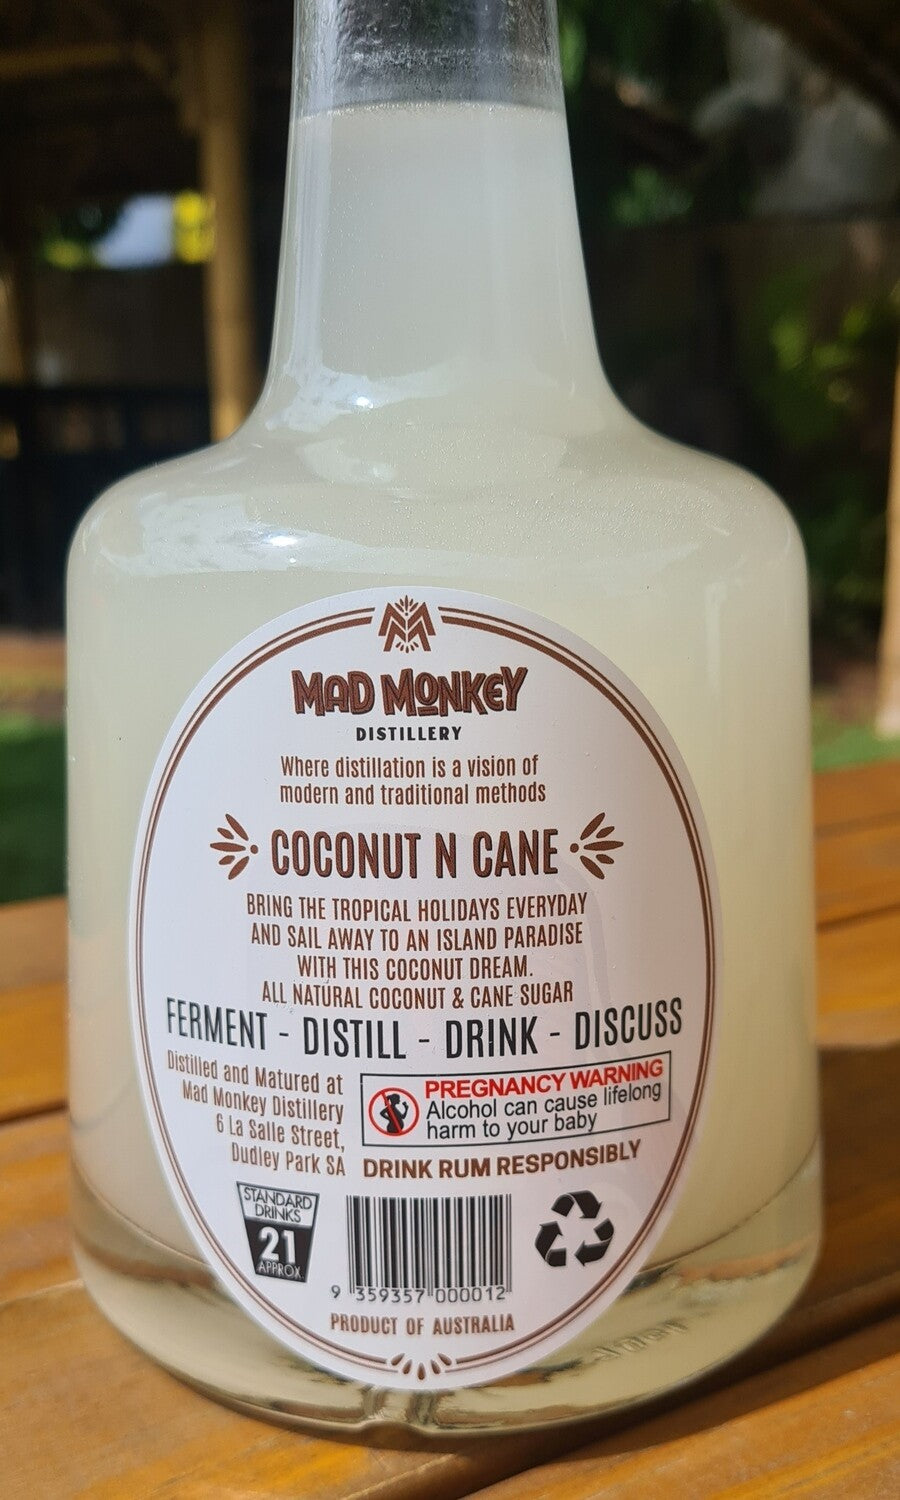 MAD MONKEY
DISTILLERY
Where distillation is a vision of
modern and traditional methods
COCONUT N CANE
BRING THE TROPICAL HOLIDAYS EVERYDAY
AND SAIL AWAY TO AN ISLAND PARADISE
WITH THIS COCONUT DREAM.
ALL NATURAL COCONUT & CANE SUGAR
FERMENT - DISTILL - DRINK - DISCUSS
Distilled and Matured at
Mad Monkey Distillery
6 La Salle Street,
Dudley Park SA
PREGNANCY WARNING
Alcohol can cause lifelong
harm to your baby
DRINK RUM RESPONSIBLY
STANDARD
DRINKS
21
APPROX.
9 359357 000012
PRODUCT OF AUSTRALIA